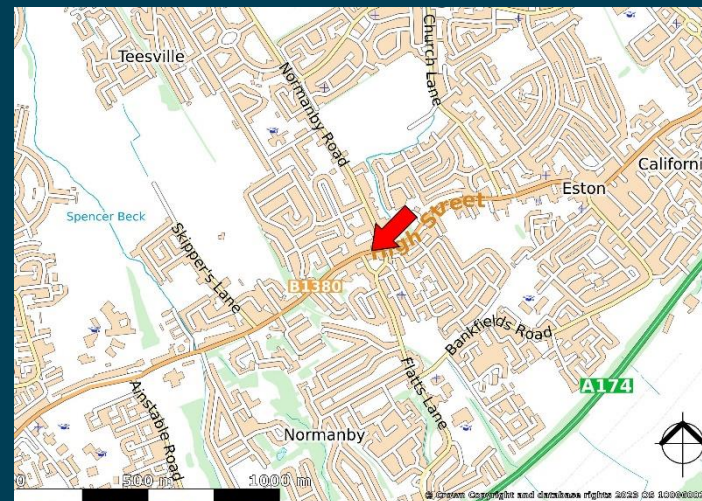 Teesville
Normanby Road
Church Lane
Californi
Eston
High Street
Spencer Beck
Skipper's Lane
B1380
Bankfields Road
Flatts Lane
A174
Ainstable Road
Normanby
0
500 m
1000 m
© Crown Copyright and database rights 2023 OS